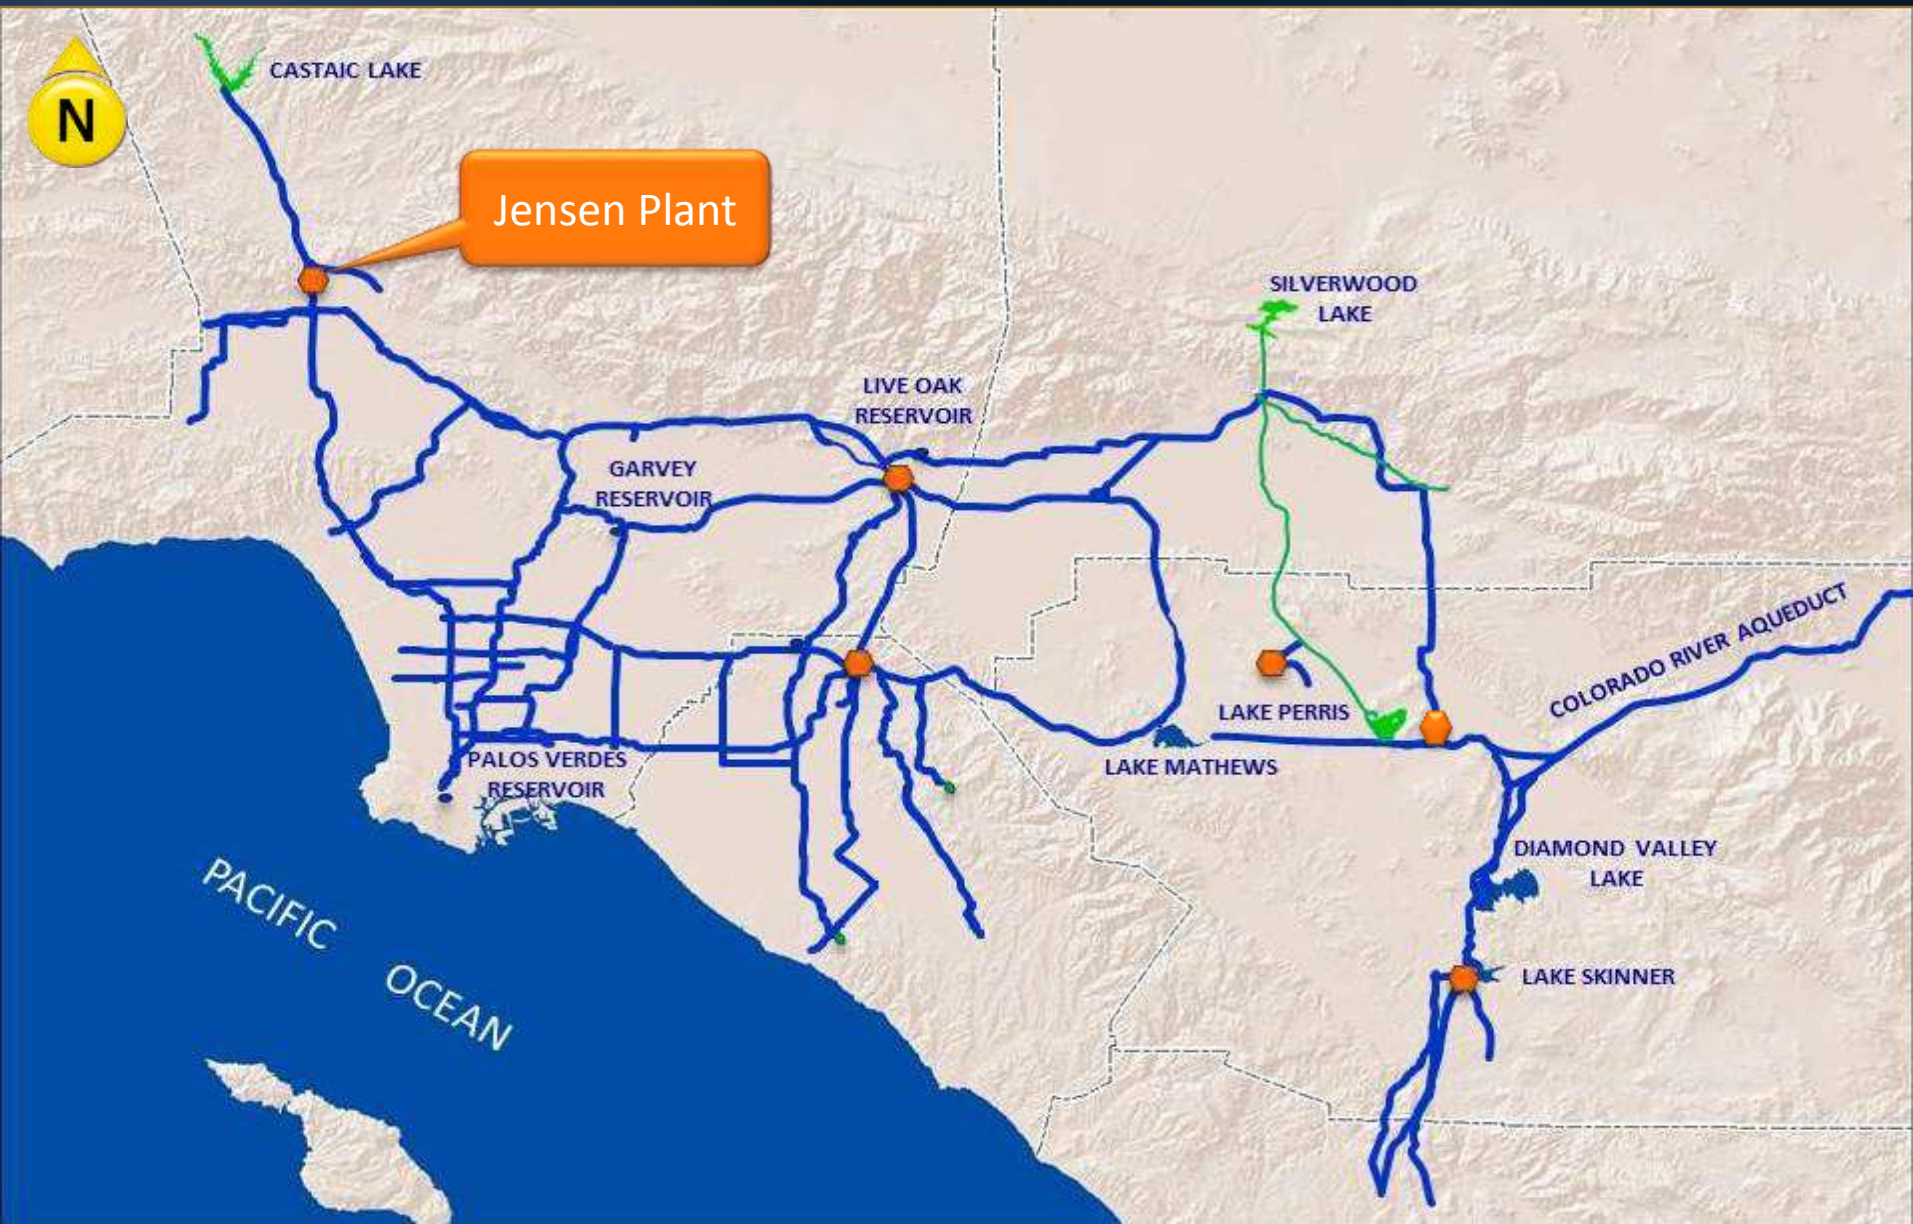 N
CASTAIC LAKE
Jensen Plant
SILVERWOOD
LAKE
LIVE OAK
RESERVOIR
GARVEY
RESERVOIR
COLORADO RIVER AQUEDUCT
LAKE PERRIS
LAKE MATHEWS
PALOS VERDES
RESERVOIR
DIAMOND VALLEY
LAKE
PACIFIC
OCEAN
LAKE SKINNER